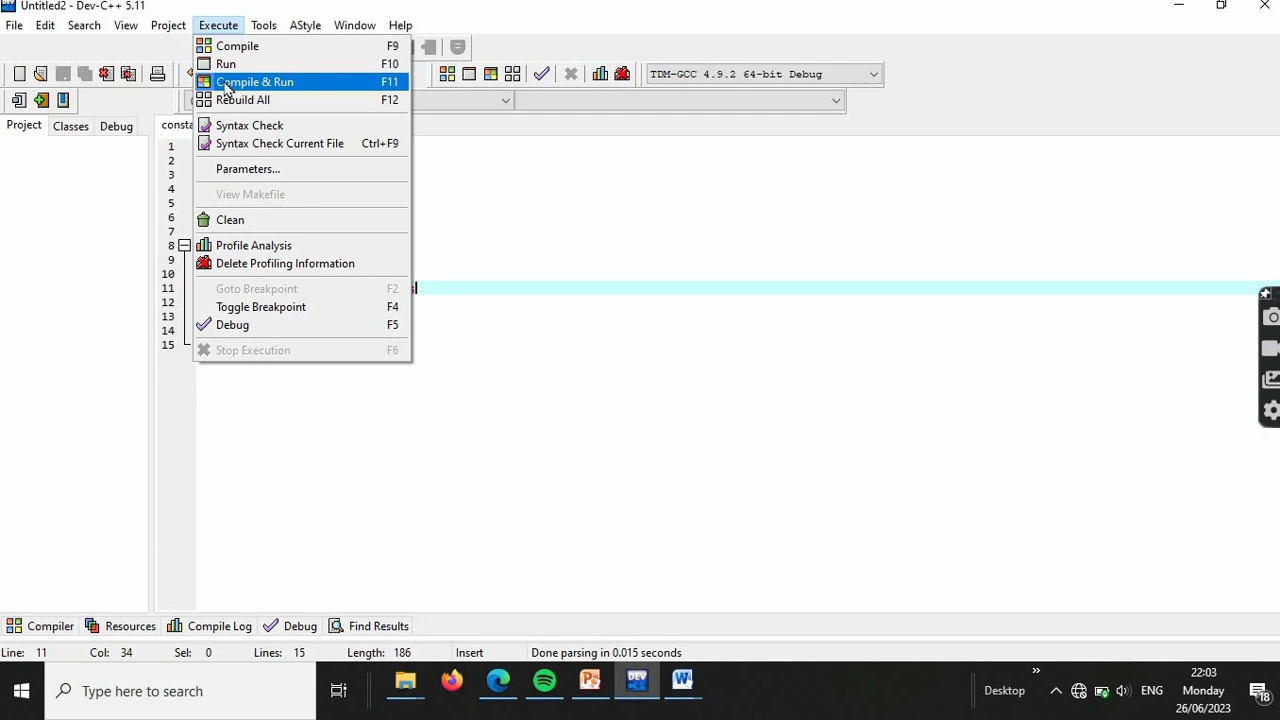 Untitled2 - Dev-C++ 5.11
File Edit Search View Project Execute Tools AStyle Window Help
Compile F9
Run F10
Compile & Run F11
TDM-GCC 4.9.2 64-bit Debug
Rebuild All F12
Project Classes Debug
consta
Syntax Check
Syntax Check Current File Ctrl+F9
Parameters...
View Makefile
Clean
Profile Analysis
Delete Profiling Information
Goto Breakpoint F2
Toggle Breakpoint F4
Debug F5
Stop Execution F6
1
2
3
4
5
6
7
8
9
10
11
12
13
14
15
Compiler Resources Compile Log Debug Find Results
Line: 11 Col: 34 Sel: 0 Lines: 15 Length: 186 Insert Done parsing in 0.015 seconds
Type here to search
DEV
Desktop
ENG
22:03
Monday
26/06/2023
18